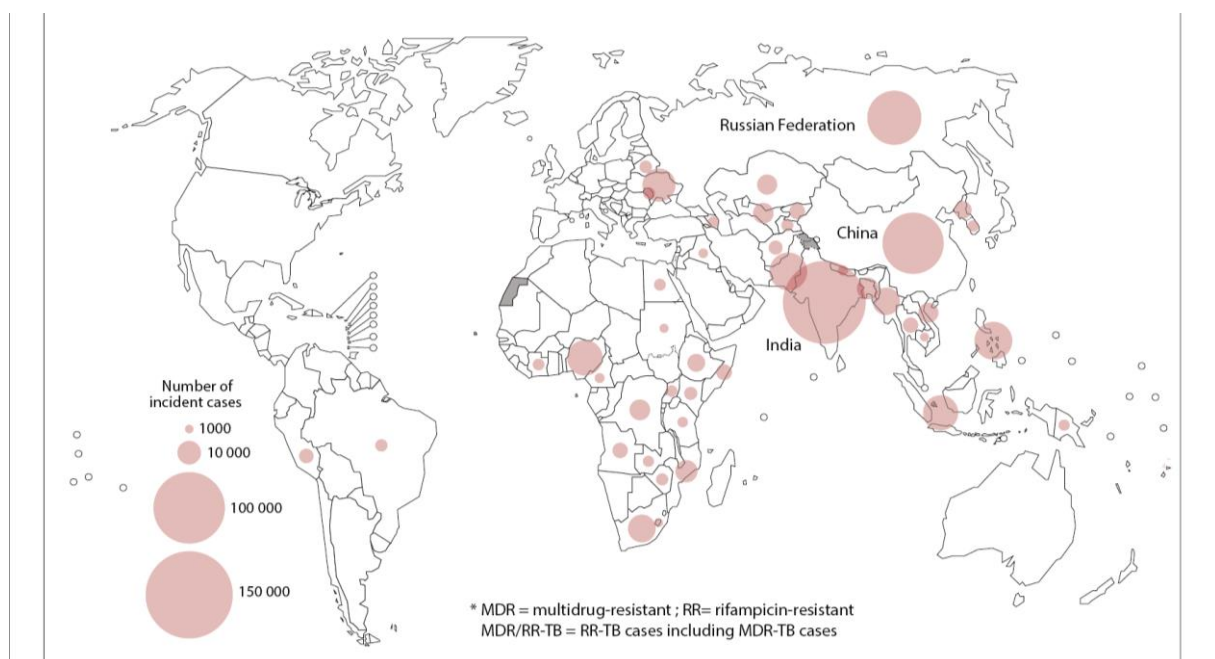 Russian Federation
China
India
Number of
incident cases
1000
10 000
100 000
150 000
* MDR = multidrug-resistant ; RR= rifampicin-resistant
MDR/RR-TB = RR-TB cases including MDR-TB cases